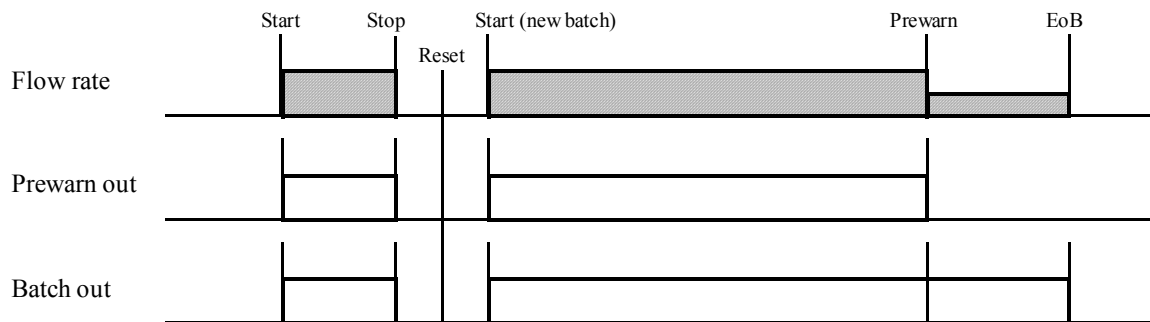 Start Stop Start (new batch) Prewarn EoB
Reset
Flow rate
Prewarn out
Batch out